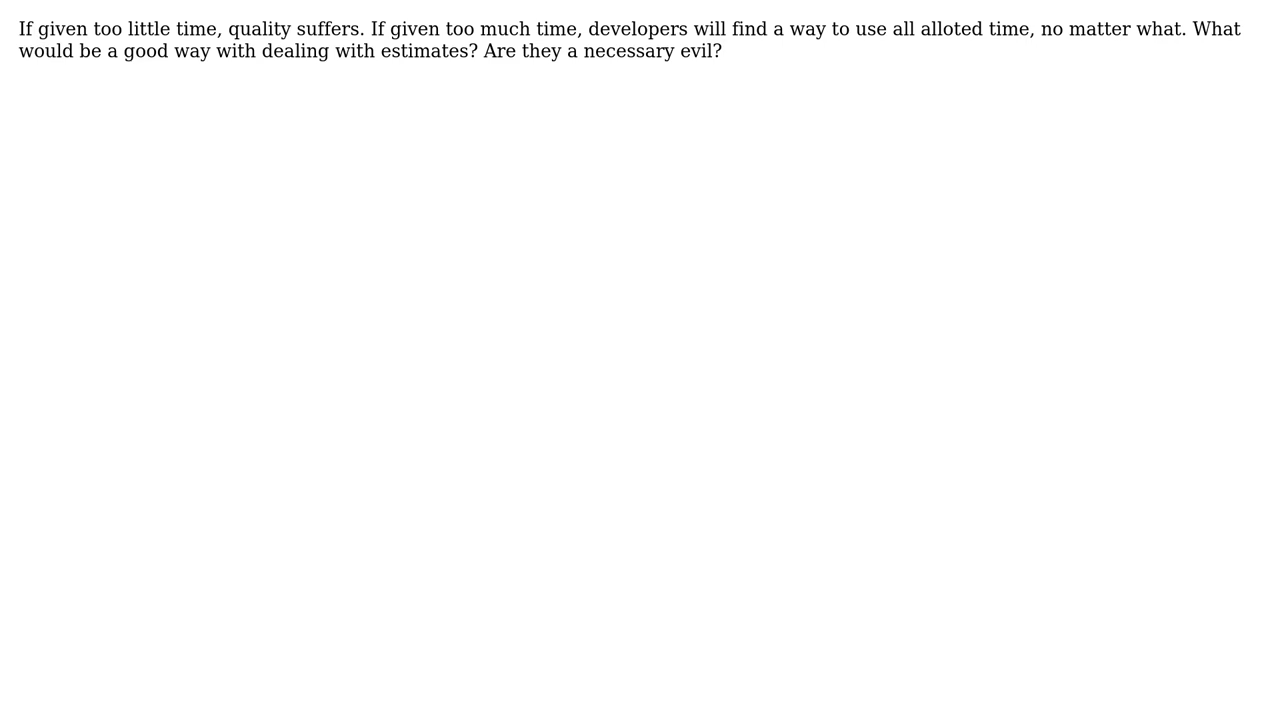 If given too little time, quality suffers. If given too much time, developers will find a way to use all alloted time, no matter what. What
would be a good way with dealing with estimates? Are they a necessary evil?